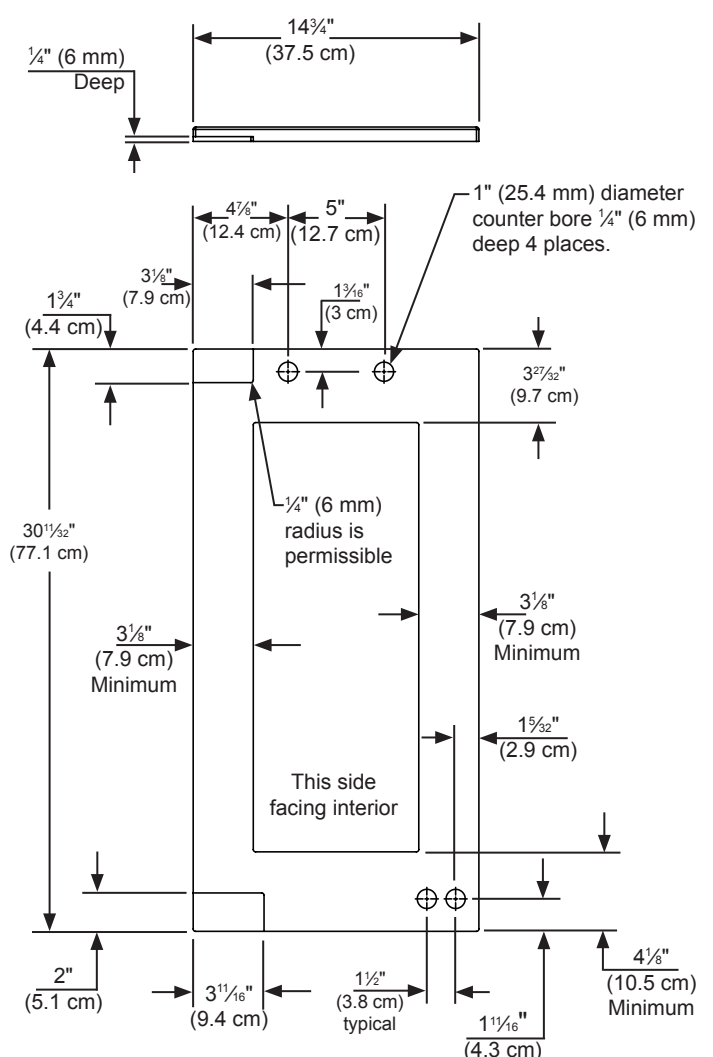 14¾"
(37.5 cm)
¼" (6 mm)
Deep
1" (25.4 mm) diameter
counter bore ¼" (6 mm)
deep 4 places.
4⅞"
(12.4 cm)
5"
(12.7 cm)
3⅛"
(7.9 cm)
1³⁄₁₆"
(3 cm)
1¾"
(4.4 cm)
3²⁷⁄₃₂"
(9.7 cm)
¼" (6 mm)
radius is
permissible
30¹¹⁄₃₂"
(77.1 cm)
3⅛"
(7.9 cm)
Minimum
3⅛"
(7.9 cm)
Minimum
1⁵⁄₃₂"
(2.9 cm)
This side
facing interior
2"
(5.1 cm)
3¹¹⁄₁₆"
(9.4 cm)
1½"
(3.8 cm)
typical
1¹¹⁄₁₆"
(4.3 cm)
4⅛"
(10.5 cm)
Minimum